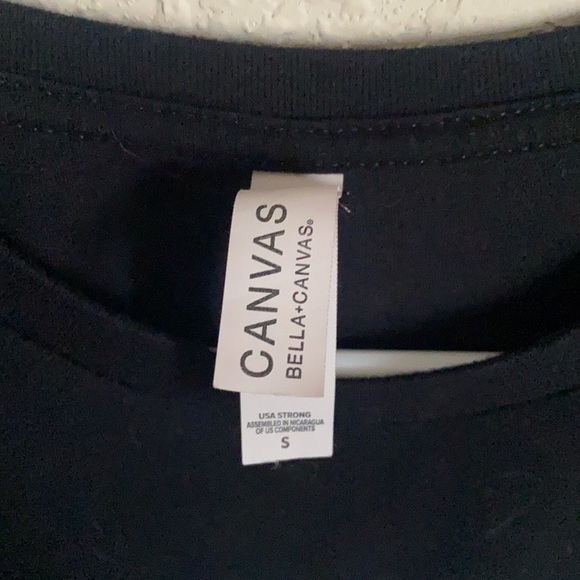 CANVAS
BELLA+CANVAS®
USA STRONG
ASSEMBLED IN NICARAGUA
OF US COMPONENTS
S